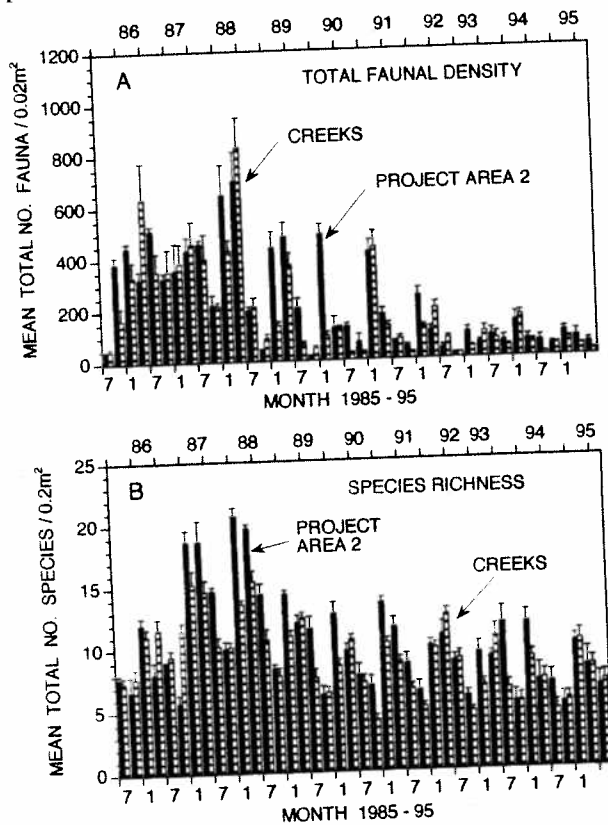 86 87 88 89 90 91 92 93 94 95
1200
1000
800
600
400
200
0
MEAN TOTAL NO. FAUNA / 0.02m²
A
TOTAL FAUNAL DENSITY
CREEKS
PROJECT AREA 2
7 1 7 1 7 1 7 1 7 1 7 1 7 1 7 1 7 1
MONTH 1985 - 95
86 87 88 89 90 91 92 93 94 95
25
20
15
10
5
0
MEAN TOTAL NO. SPECIES / 0.2m²
B
SPECIES RICHNESS
PROJECT
AREA 2
CREEKS
7 1 7 1 7 1 7 1 7 1 7 1 7 1 7 1 7 1
MONTH 1985 - 95